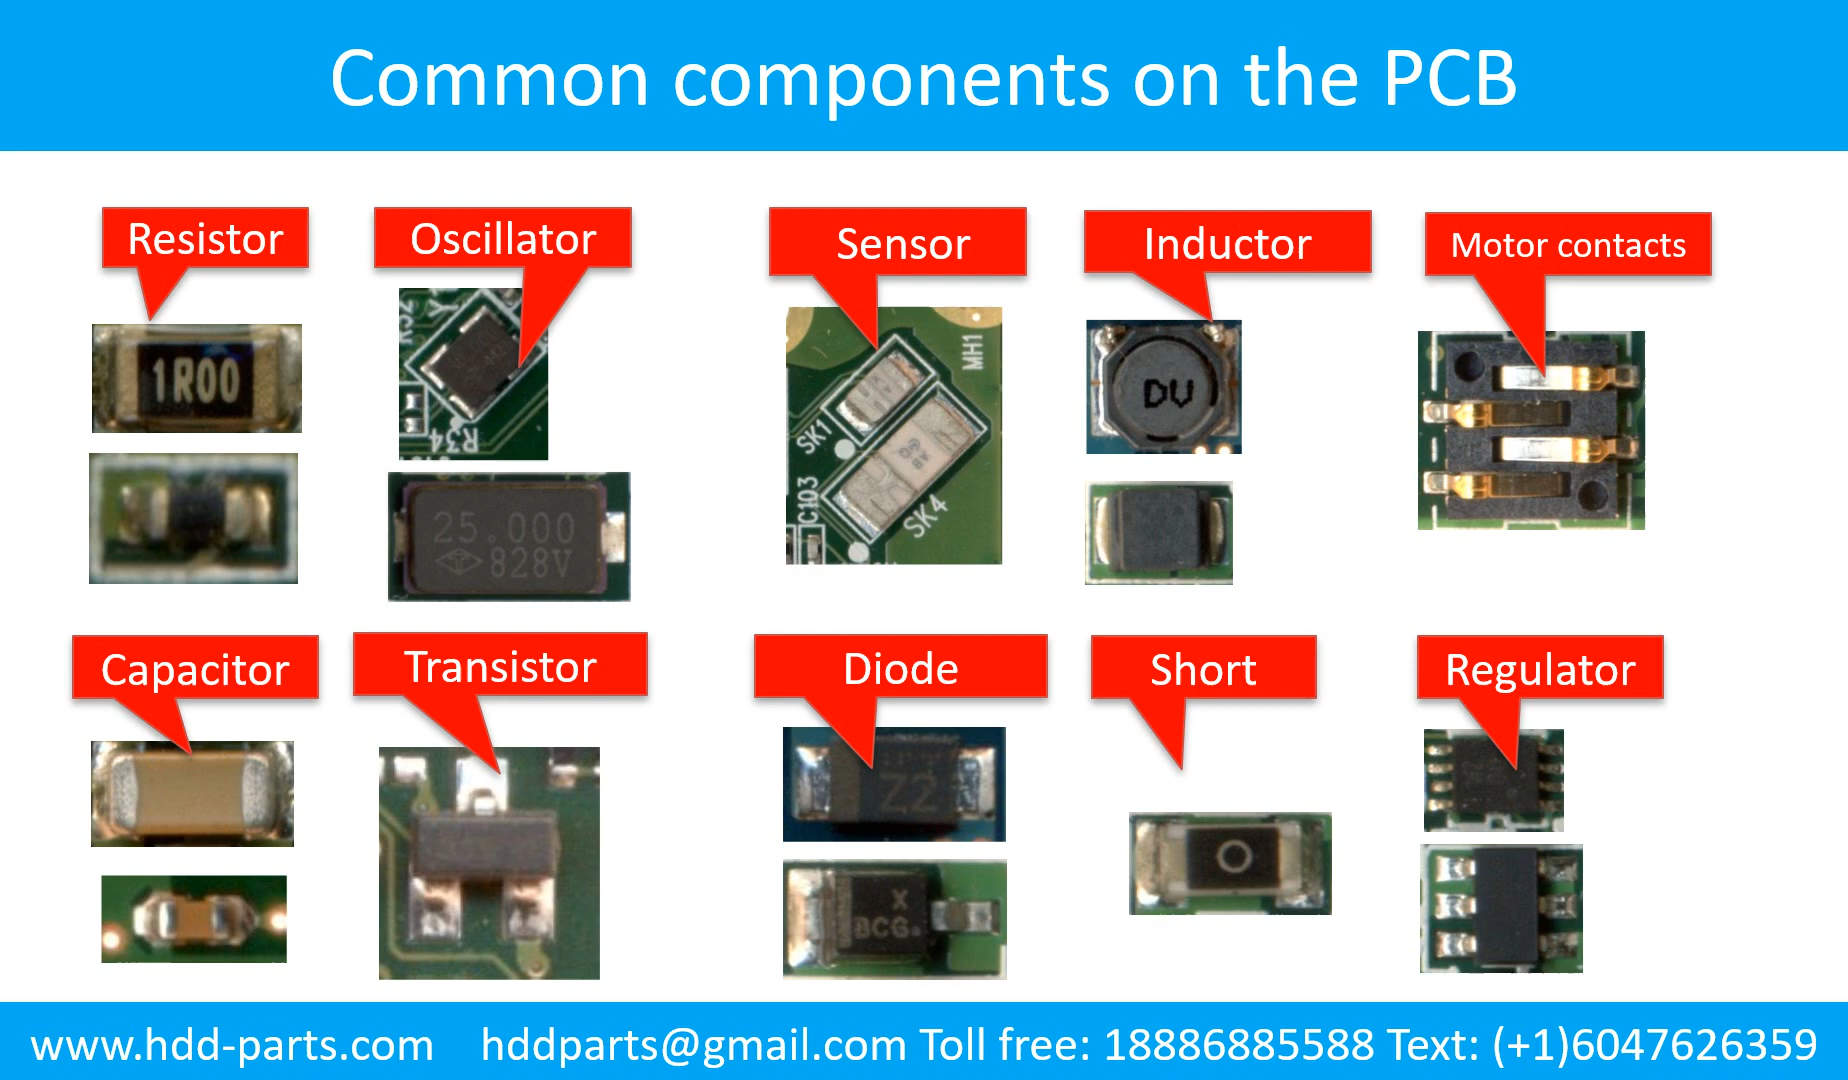 Common components on the PCB
Resistor
Oscillator
Sensor
Inductor
Motor contacts
1R00
R34
25.000
828V
MH1
SK1
SK4
C103
DU
Capacitor
Transistor
Diode
Short
Regulator
Z2
X
BCG.
O
www.hdd-parts.com hddparts@gmail.com Toll free: 18886885588 Text: (+1)6047626359